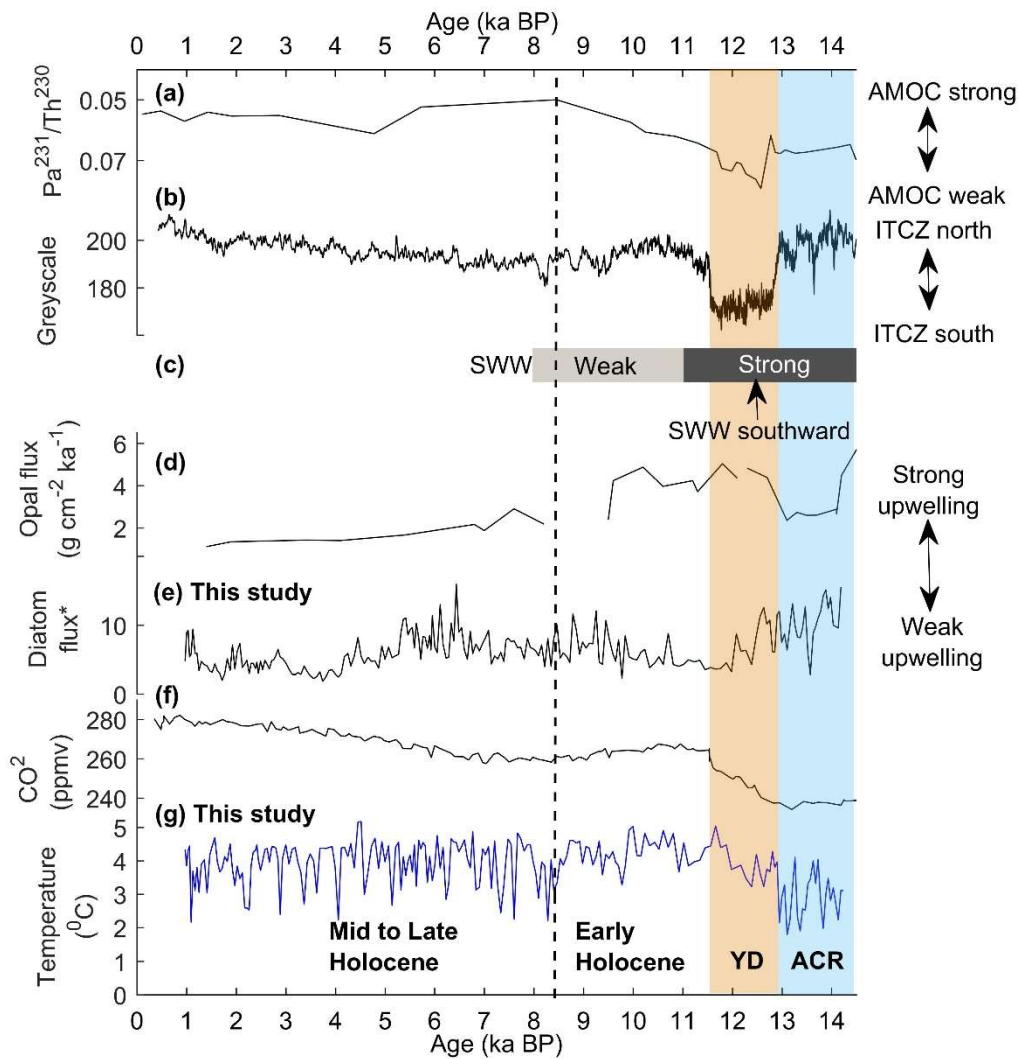 Age (ka BP)
0 1 2 3 4 5 6 7 8 9 10 11 12 13 14
(a)
Pa231/Th230
0.05
0.07
AMOC strong
AMOC weak
(b)
Greyscale
200
180
ITCZ north
ITCZ south
(c)
SWW Weak Strong
SWW southward
(d)
Opal flux
(g cm-2 ka-1)
6
4
2
Strong
upwelling
(e) This study
Diatom
flux*
10
0
Weak
upwelling
(f)
CO2
(ppmv)
280
260
240
(g) This study
Temperature
(0C)
5
4
3
2
1
0
Mid to Late
Holocene
Early
Holocene
YD
ACR
0 1 2 3 4 5 6 7 8 9 10 11 12 13 14
Age (ka BP)